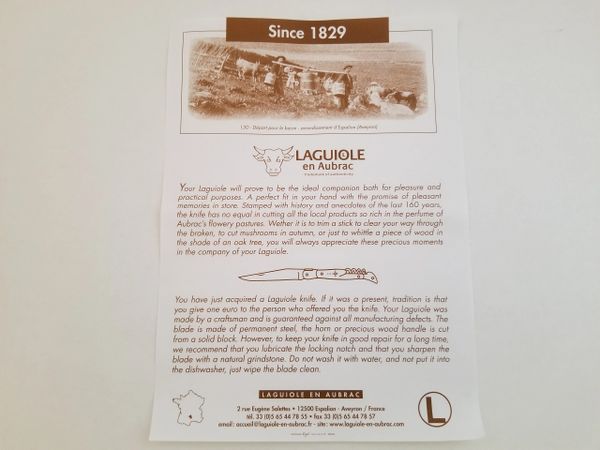 Since 1829
130 - Départ pour la traite - arrondissement d'Espalion (Aveyron)
LAGUIOLE
en Aubrac
Your Laguiole will prove to be the ideal companion both for pleasure and
practical purposes. A perfect fit in your hand with the promise of pleasant
memories in store. Stamped with history and anecdotes of the last 160 years,
the knife has no equal in cutting all the local products so rich in the perfume of
Aubrac's flowery pastures. Wether it is to trim a stick to clear your way through
the broken, to cut mushrooms in autumn, or just to whittle a piece of wood in
the shade of an oak tree, you will always appreciate these precious moments
in the company of your Laguiole.
You have just acquired a Laguiole knife. If it was a present, tradition is that
you give one euro to the person who offered you the knife. Your Laguiole was
made by a craftsman and is guaranteed against all manufacturing defects. The
blade is made of permanent steel, the horn or precious wood handle is cut
from a solid block. However, to keep your knife in good repair for a long time,
we recommend that you lubricate the locking notch and that you sharpen the
blade with a natural grindstone. Do not wash it with water, and not put it into
the dishwasher, just wipe the blade clean.
LAGUIOLE EN AUBRAC
2 rue Eugène Salettes • 12500 Espalion - Aveyron / France
tél. 33 (0)5 65 44 78 55 • fax 33 (0)5 65 44 78 57
email : accueil@laguiole-en-aubrac.fr - site : www.laguiole-en-aubrac.com
L